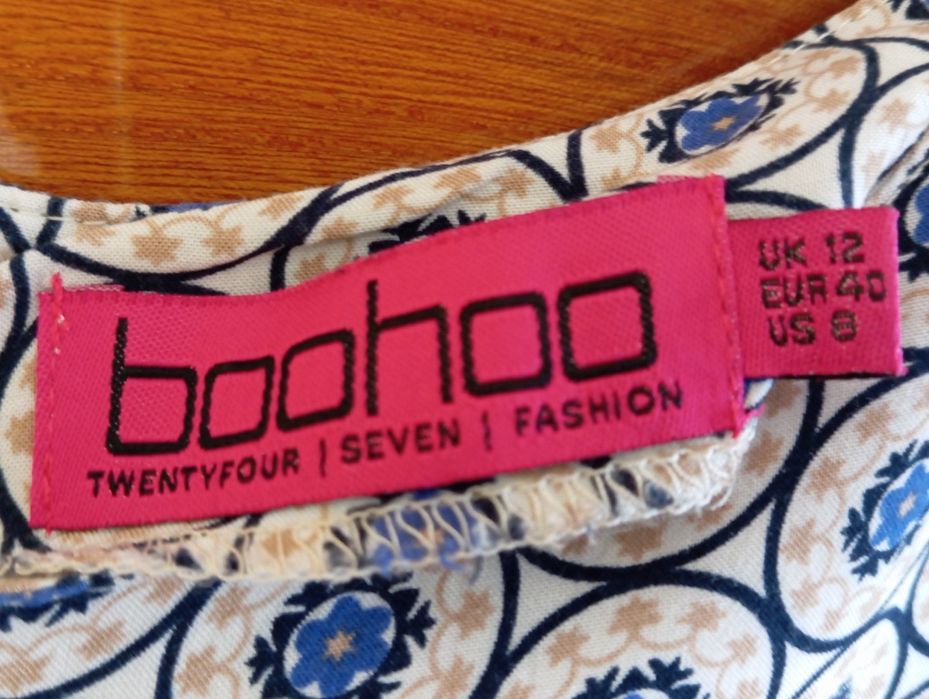 boohoo
TWENTYFOUR | SEVEN | FASHION
UK 12
EUR 40
US 8